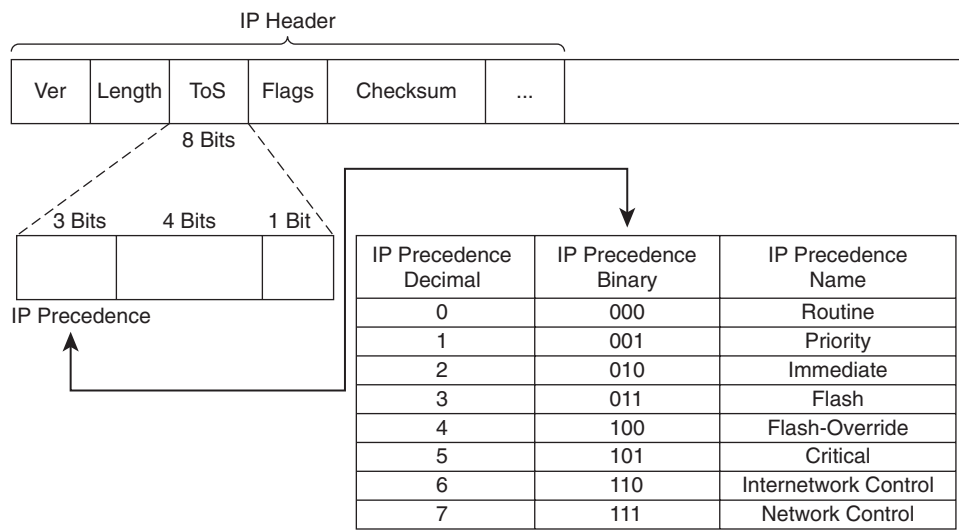 IP Header
Ver Length ToS Flags Checksum ...
8 Bits
3 Bits 4 Bits 1 Bit
IP Precedence
IP Precedence Decimal IP Precedence Binary IP Precedence Name
0 000 Routine
1 001 Priority
2 010 Immediate
3 011 Flash
4 100 Flash-Override
5 101 Critical
6 110 Internetwork Control
7 111 Network Control